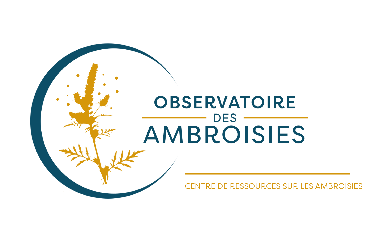 OBSERVATOIRE
DES
AMBROISIES
CENTRE DE RESSOURCES SUR LES AMBROISIES